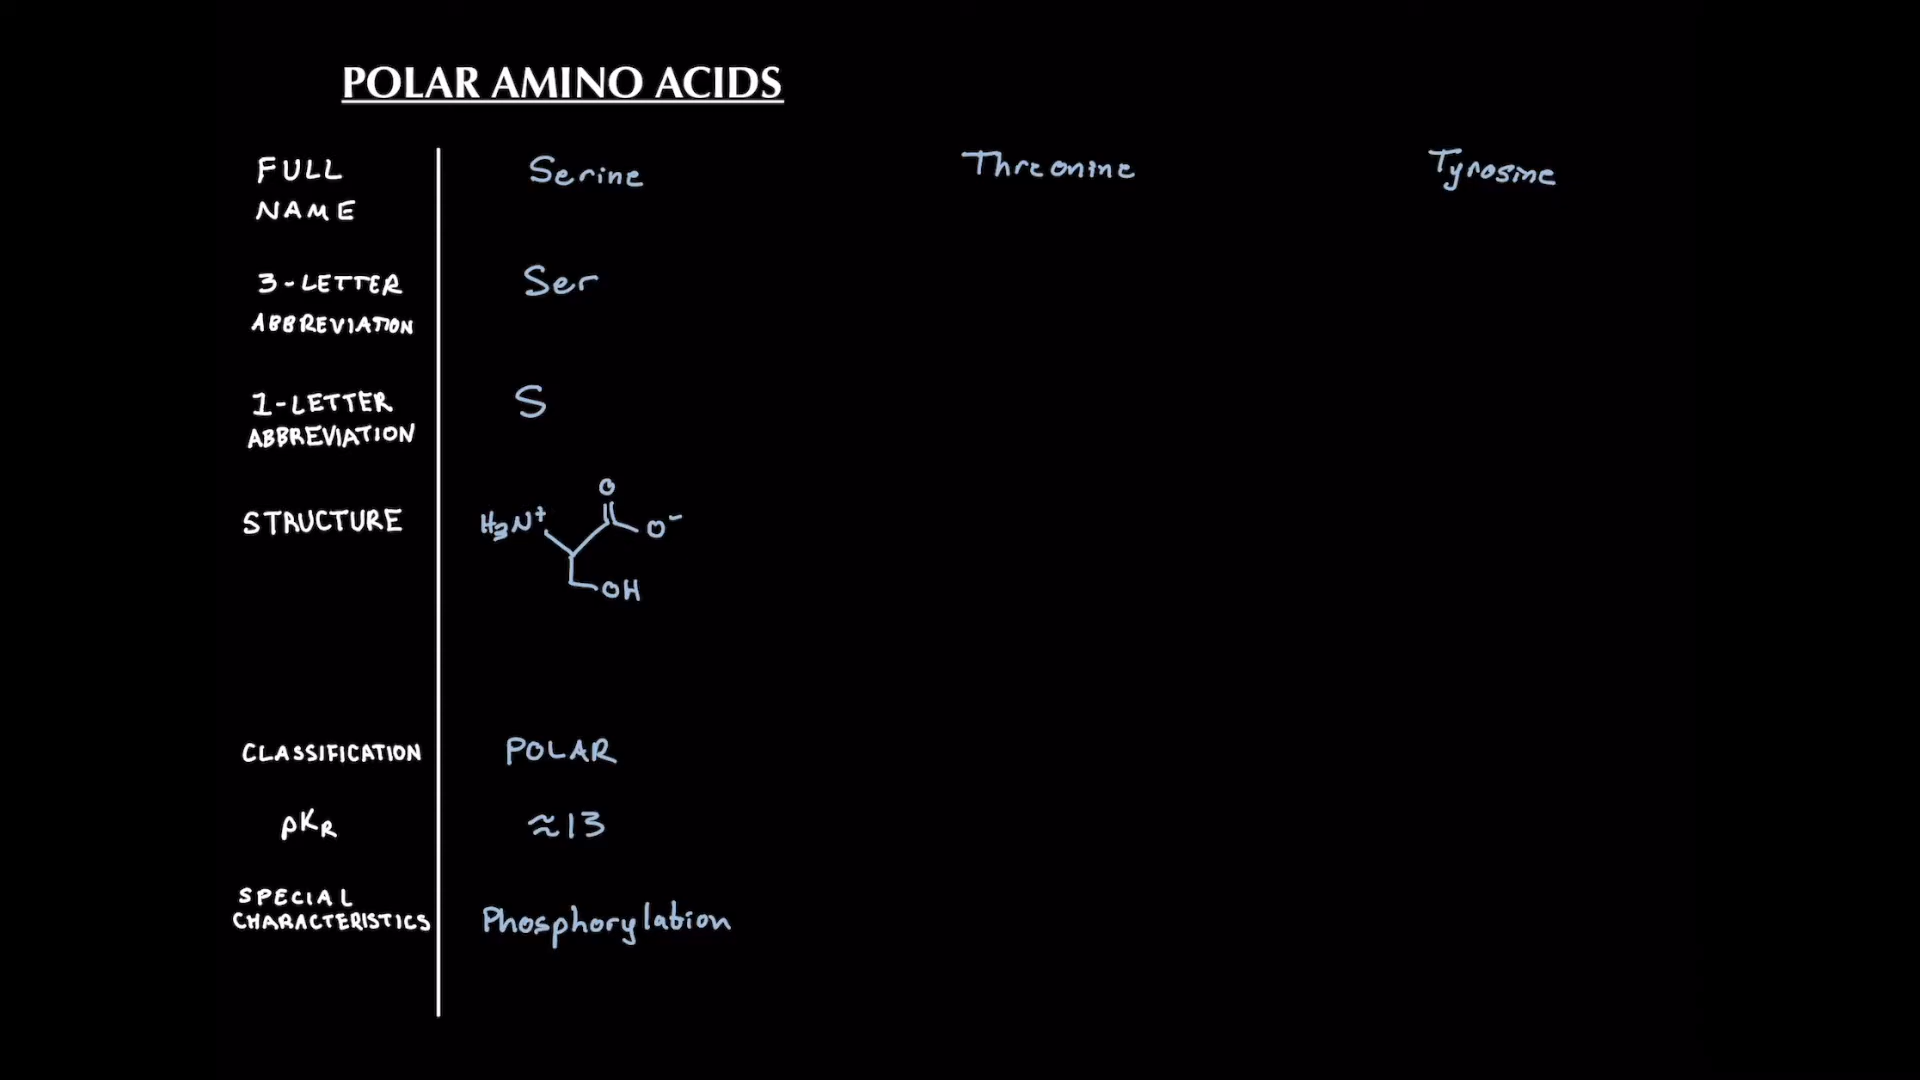 POLAR AMINO ACIDS
FULL NAME
Serine
Threonine
Tyrosine
3-LETTER ABBREVIATION
Ser
1-LETTER ABBREVIATION
S
STRUCTURE
O
H3N+
O-
OH
CLASSIFICATION
POLAR
pKR
≈13
SPECIAL CHARACTERISTICS
Phosphorylation